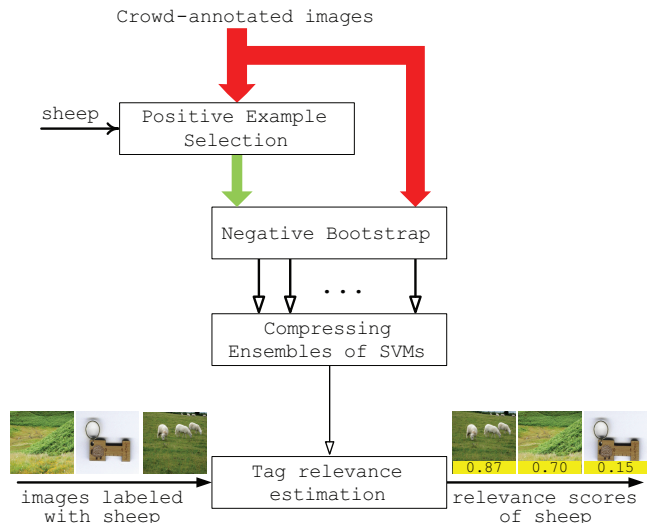 Crowd-annotated images
sheep
Positive Example
Selection
Negative Bootstrap
...
Compressing
Ensembles of SVMs
0.87 0.70 0.15
Tag relevance
estimation
images labeled
with sheep
relevance scores
of sheep